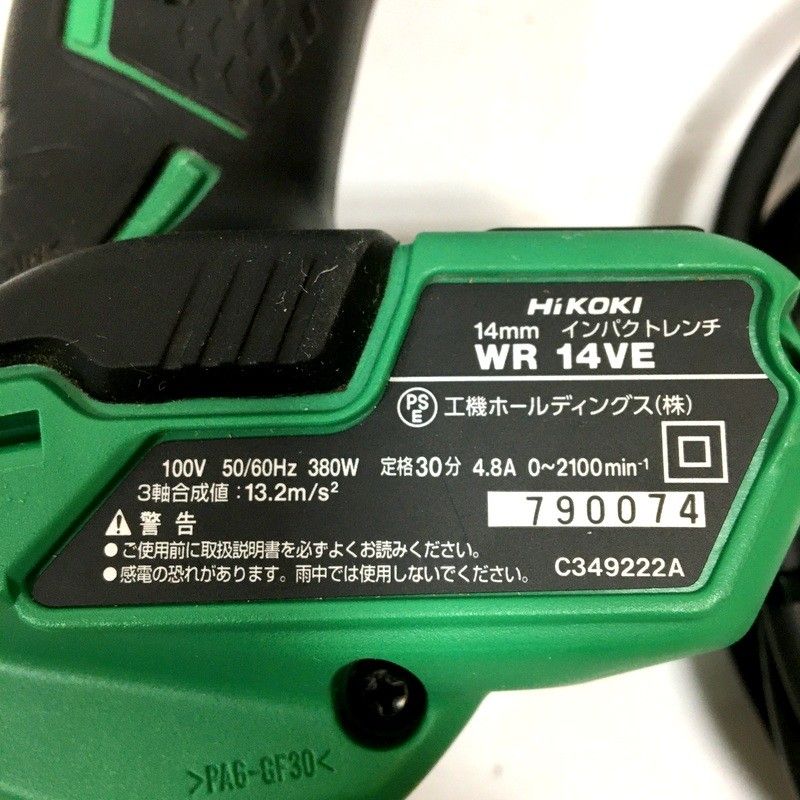 HiKOKI
14mm インパクトレンチ
WR 14VE
PSE 工機ホールディングス(株)
100V 50/60Hz 380W 定格30分 4.8A 0~2100min⁻¹
3軸合成値:13.2m/s²
790074
警告
●ご使用前に取扱説明書を必ずよくお読みください。
●感電の恐れがあります。雨中では使用しないでください。
C349222A
>PA6-GF30<